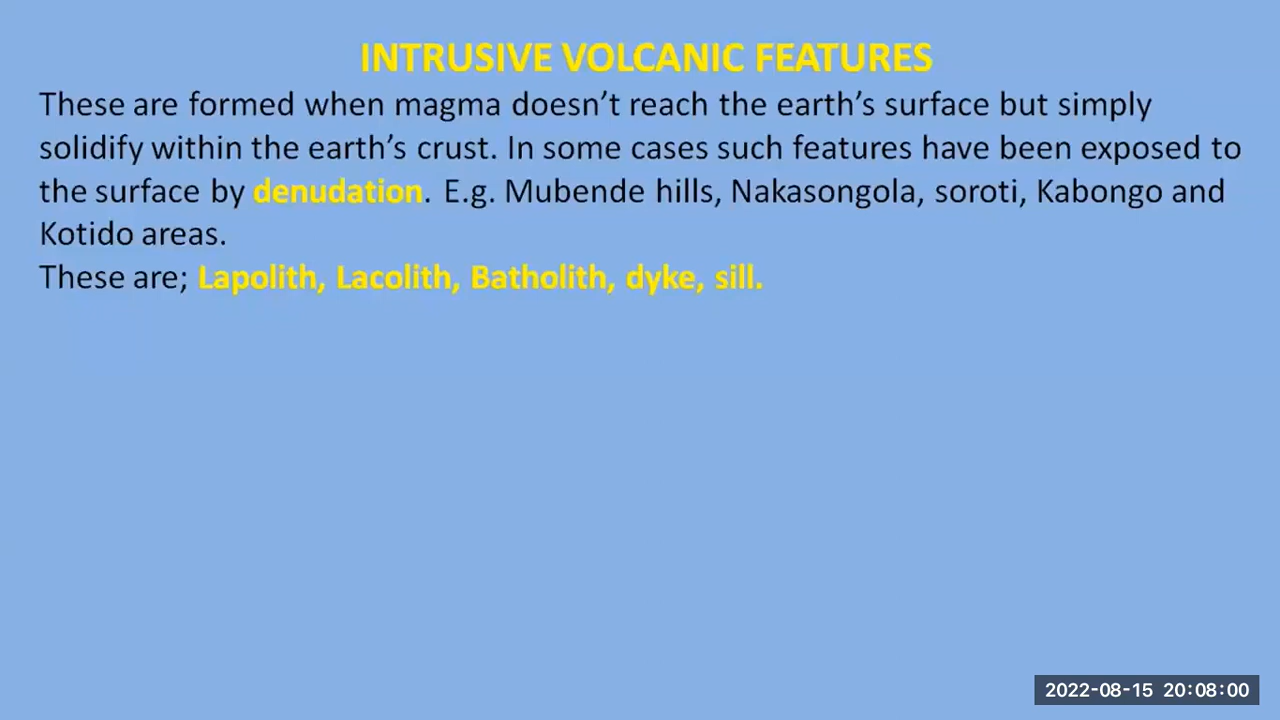 INTRUSIVE VOLCANIC FEATURES
These are formed when magma doesn’t reach the earth’s surface but simply
solidify within the earth’s crust. In some cases such features have been exposed to
the surface by denudation. E.g. Mubende hills, Nakasongola, soroti, Kabongo and
Kotido areas.
These are; Lapolith, Lacolith, Batholith, dyke, sill.
2022-08-15 20:08:00